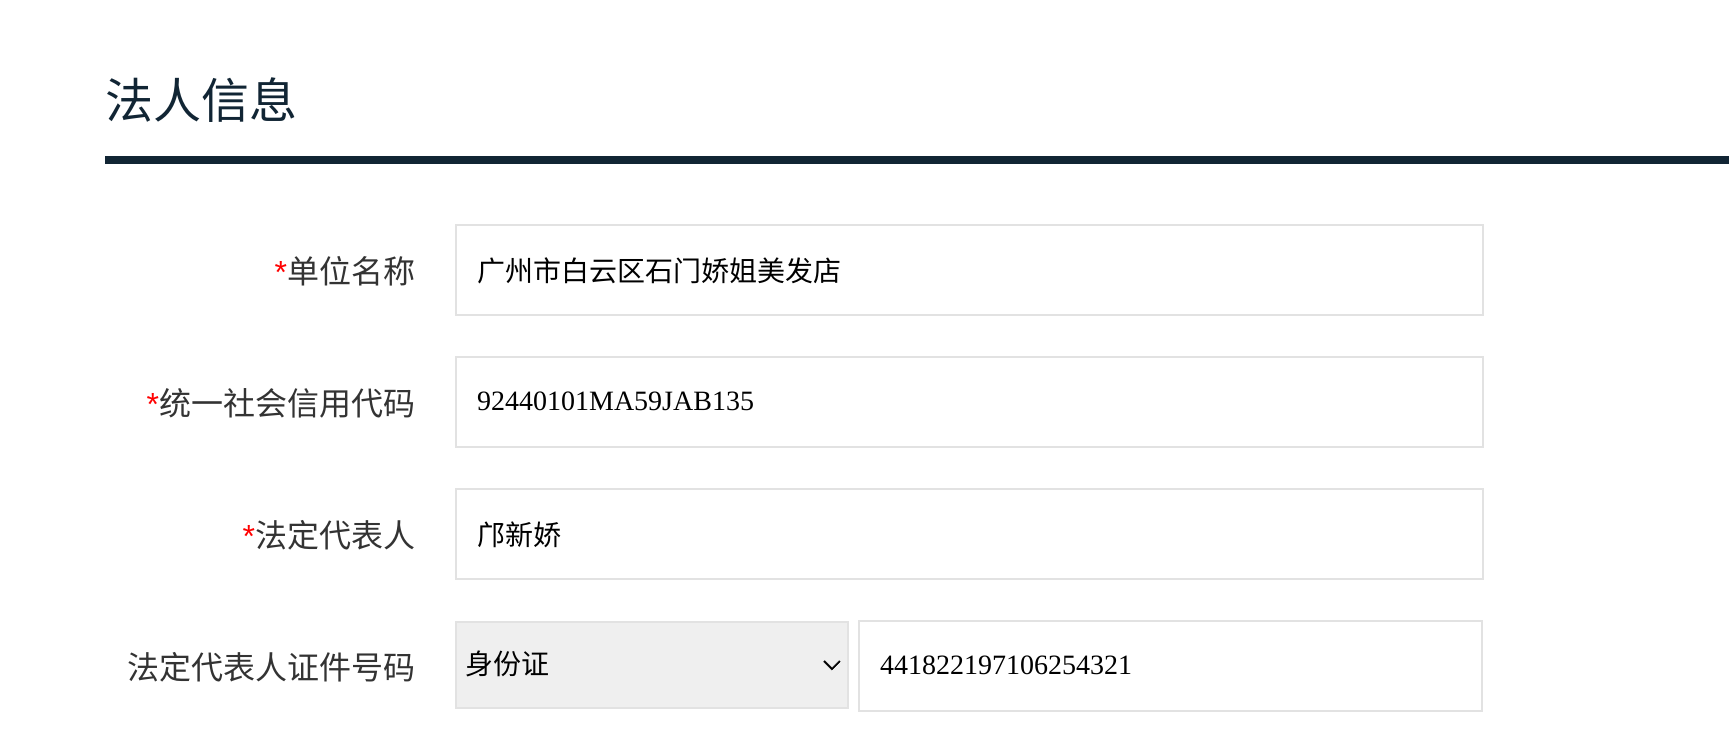 法人信息
*单位名称 广州市白云区石门娇姐美发店
*统一社会信用代码 92440101MA59JAB135
*法定代表人 邝新娇
法定代表人证件号码 身份证 441822197106254321